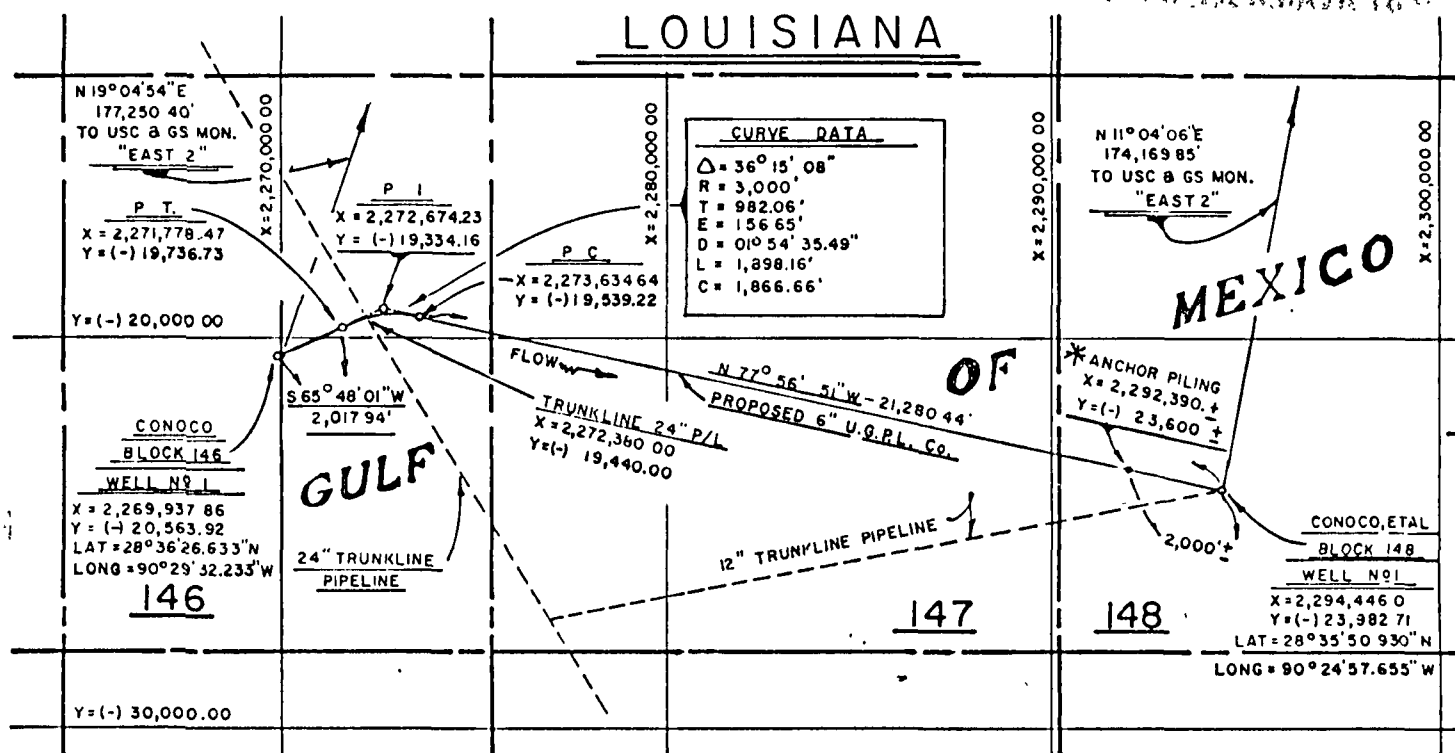 LOUISIANA
N 19° 04' 54" E
177,250 40'
TO USC & GS MON.
"EAST 2"
X = 2,270,000 00
P T.
X = 2,271,778.47
Y = (-) 19,736.73
P I
X = 2,272,674.23
Y = (-) 19,334.16
P C
X = 2,273,634 64
Y = (-) 19,539.22
X = 2,280,000 00
CURVE DATA
Δ = 36° 15' 08"
R = 3,000'
T = 982.06'
E = 156 65'
D = 01° 54' 35.49"
L = 1,898.16'
C = 1,866.66'
X = 2,290,000 00
N 11° 04' 06" E
174,169 85'
TO USC & GS MON.
"EAST 2"
X = 2,300,000 00
MEXICO
Y = (-) 20,000 00
FLOW
S 65° 48' 01" W
2,017 94'
TRUNKLINE 24" P/L
X = 2,272,380 00
Y = (-) 19,440.00
N 77° 56' 51" W - 21,280 44'
PROPOSED 6" U.G.P.L. Co.
OF
* ANCHOR PILING
X = 2,292,390. ±
Y = (-) 23,600 ±
CONOCO
BLOCK 146
WELL Nº 1
X = 2,269,937 86
Y = (-) 20,563.92
LAT = 28° 36' 26.633" N
LONG = 90° 29' 32.233" W
146
GULF
24" TRUNKLINE
PIPELINE
12" TRUNKLINE PIPELINE
2,000' ±
147
148
CONOCO, ETAL
BLOCK 148
WELL Nº 1
X = 2,294,446 0
Y = (-) 23,982 71
LAT = 28° 35' 50 930" N
LONG = 90° 24' 57.655" W
Y = (-) 30,000.00